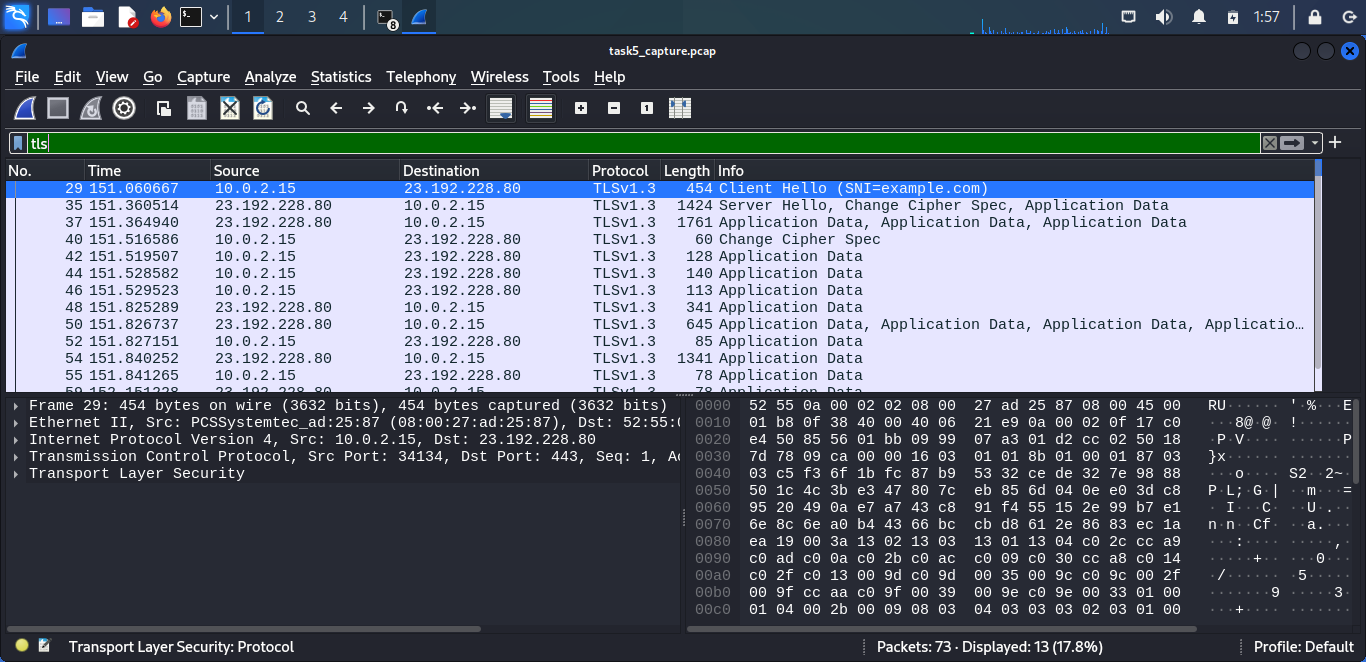 1 2 3 4 8 1:57
task5_capture.pcap
File Edit View Go Capture Analyze Statistics Telephony Wireless Tools Help
tls
No. Time Source Destination Protocol Length Info
29 151.060667 10.0.2.15 23.192.228.80 TLSv1.3 454 Client Hello (SNI=example.com)
35 151.360514 23.192.228.80 10.0.2.15 TLSv1.3 1424 Server Hello, Change Cipher Spec, Application Data
37 151.364940 23.192.228.80 10.0.2.15 TLSv1.3 1761 Application Data, Application Data, Application Data
40 151.516586 10.0.2.15 23.192.228.80 TLSv1.3 60 Change Cipher Spec
42 151.519507 10.0.2.15 23.192.228.80 TLSv1.3 128 Application Data
44 151.528582 10.0.2.15 23.192.228.80 TLSv1.3 140 Application Data
46 151.529523 10.0.2.15 23.192.228.80 TLSv1.3 113 Application Data
48 151.825289 23.192.228.80 10.0.2.15 TLSv1.3 341 Application Data
50 151.826737 23.192.228.80 10.0.2.15 TLSv1.3 645 Application Data, Application Data, Application Data, Applicatio…
52 151.827151 10.0.2.15 23.192.228.80 TLSv1.3 85 Application Data
54 151.840252 23.192.228.80 10.0.2.15 TLSv1.3 1341 Application Data
55 151.841265 10.0.2.15 23.192.228.80 TLSv1.3 78 Application Data
23.192.228.80 10.0.2.15 TLSv1.3 78 Application Data
Frame 29: 454 bytes on wire (3632 bits), 454 bytes captured (3632 bits)
Ethernet II, Src: PCSSystemtec_ad:25:87 (08:00:27:ad:25:87), Dst: 52:55:0
Internet Protocol Version 4, Src: 10.0.2.15, Dst: 23.192.228.80
Transmission Control Protocol, Src Port: 34134, Dst Port: 443, Seq: 1, Ac
Transport Layer Security
0000 52 55 0a 00 02 02 08 00 27 ad 25 87 08 00 45 00 RU······ '·%···E·
0010 01 b8 0f 38 40 00 40 06 21 e9 0a 00 02 0f 17 c0 ···8@·@· !·······
0020 e4 50 85 56 01 bb 09 99 07 a3 01 d2 cc 02 50 18 ·P·V···· ······P·
0030 7d 78 09 ca 00 00 16 03 01 01 8b 01 00 01 87 03 }x······ ········
0040 03 c5 f3 6f 1b fc 87 b9 53 32 ce de 32 7e 98 88 ···o···· S2··2~··
0050 50 1c 4c 3b e3 47 80 7c eb 85 6d 04 0e e0 3d c8 P·L;·G·| ··m···=·
0060 95 20 49 0a e7 a7 43 c8 91 f4 55 15 2e 99 b7 e1 · I···C· ··U·.···
0070 6e 8c 6e a0 b4 43 66 bc cb d8 61 2e 86 83 ec 1a n·n··Cf· ··a.····
0080 ea 19 00 3a 13 02 13 03 13 01 13 04 c0 2c cc a9 ···:···· ·····,··
0090 c0 ad c0 0a c0 2b c0 ac c0 09 c0 30 cc a8 c0 14 ·····+·· ···0····
00a0 c0 2f c0 13 00 9d c0 9d 00 35 00 9c c0 9c 00 2f ·/······ ·5·····/
00b0 00 9f cc aa c0 9f 00 39 00 9e c0 9e 00 33 01 00 ·······9 ·····3··
00c0 01 04 00 2b 00 09 08 03 04 03 03 03 02 03 01 00 ···+···· ········
Transport Layer Security: Protocol Packets: 73 · Displayed: 13 (17.8%) Profile: Default